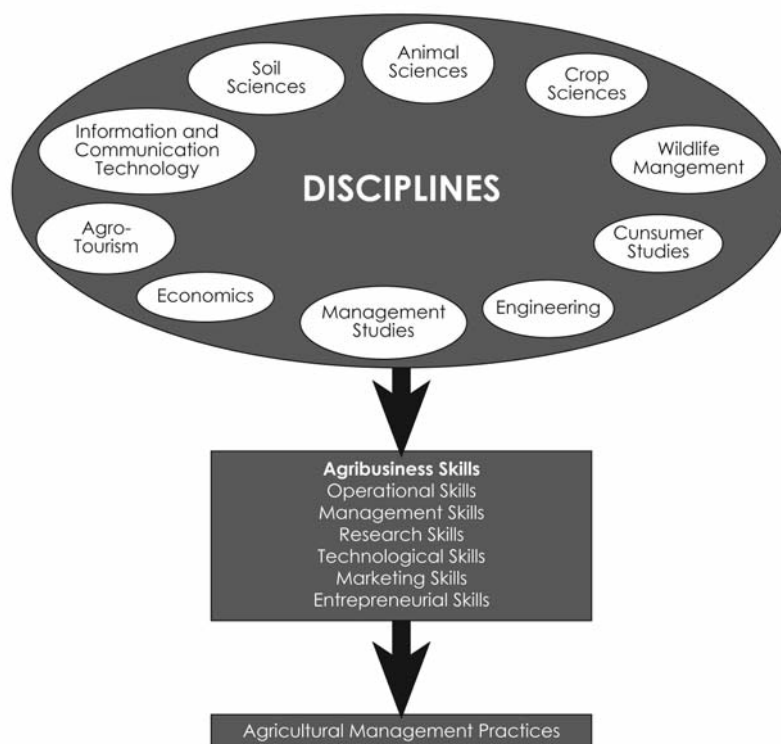 Soil
Sciences
Animal
Sciences
Crop
Sciences
Information and
Communication
Technology
DISCIPLINES
Wildlife
Mangement
Agro-
Tourism
Cunsumer
Studies
Economics
Management
Studies
Engineering
Agribusiness Skills
Operational Skills
Management Skills
Research Skills
Technological Skills
Marketing Skills
Entrepreneurial Skills
Agricultural Management Practices